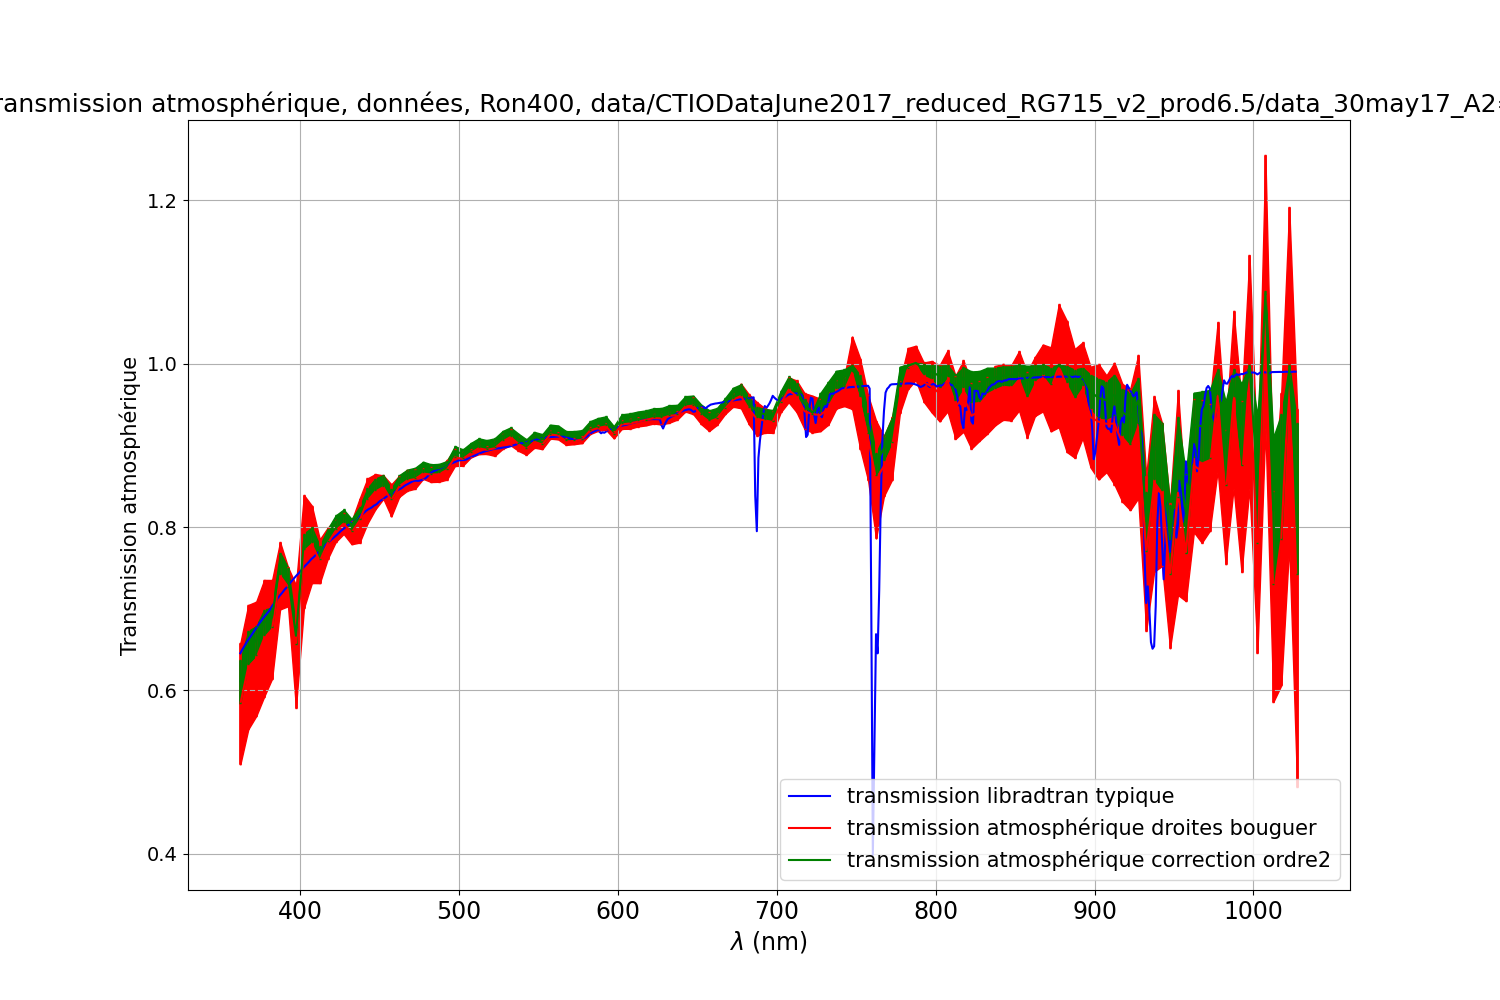 ransmission atmosphérique, données, Ron400, data/CTIODataJune2017_reduced_RG715_v2_prod6.5/data_30may17_A2=
1.2
1.0
0.8
0.6
0.4
Transmission atmosphérique
transmission libradtran typique
transmission atmosphérique droites bouguer
transmission atmosphérique correction ordre2
400 500 600 700 800 900 1000
λ (nm)